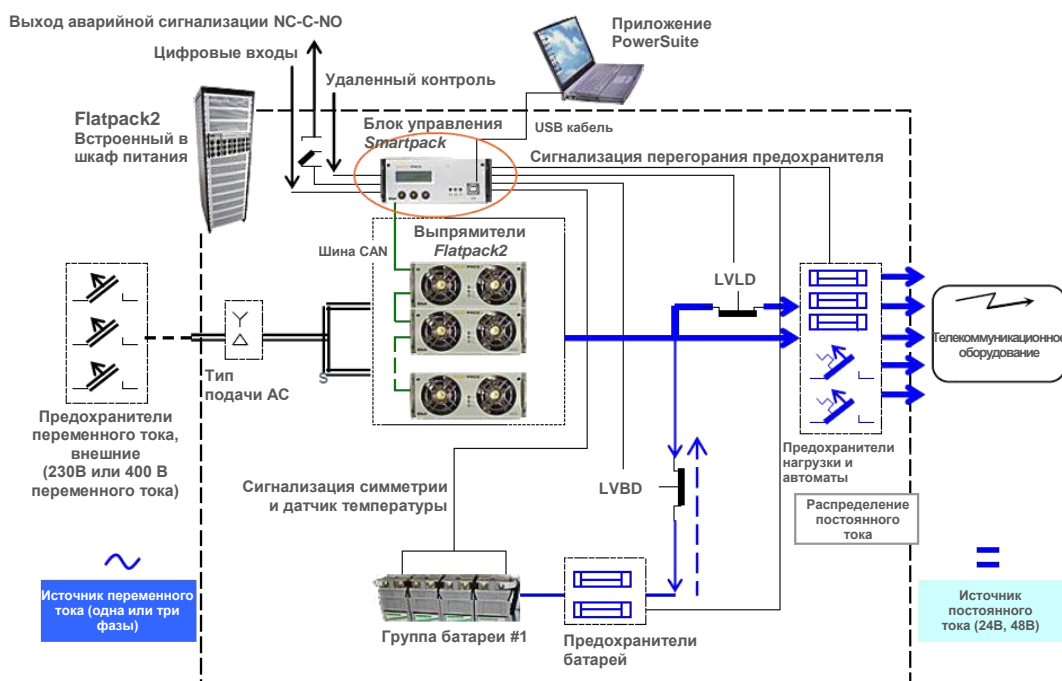 Выход аварийной сигнализации NC-C-NO
Цифровые входы
Удаленный контроль
Приложение
PowerSuite
Flatpack2
Встроенный в
шкаф питания
Блок управления
Smartpack
USB кабель
Сигнализация перегорания предохранителя
Шина CAN
Выпрямители
Flatpack2
LVLD
Телекоммуникационное
оборудование
S
Тип
подачи AC
Предохранители
переменного тока,
внешние
(230В или 400 В
переменного тока)
Предохранители
нагрузки и
автоматы
LVBD
Сигнализация симметрии
и датчик температуры
Распределение
постоянного
тока
Источник переменного
тока (одна или три
фазы)
Группа батареи #1
Предохранители
батарей
Источник
постоянного
тока (24В, 48В)